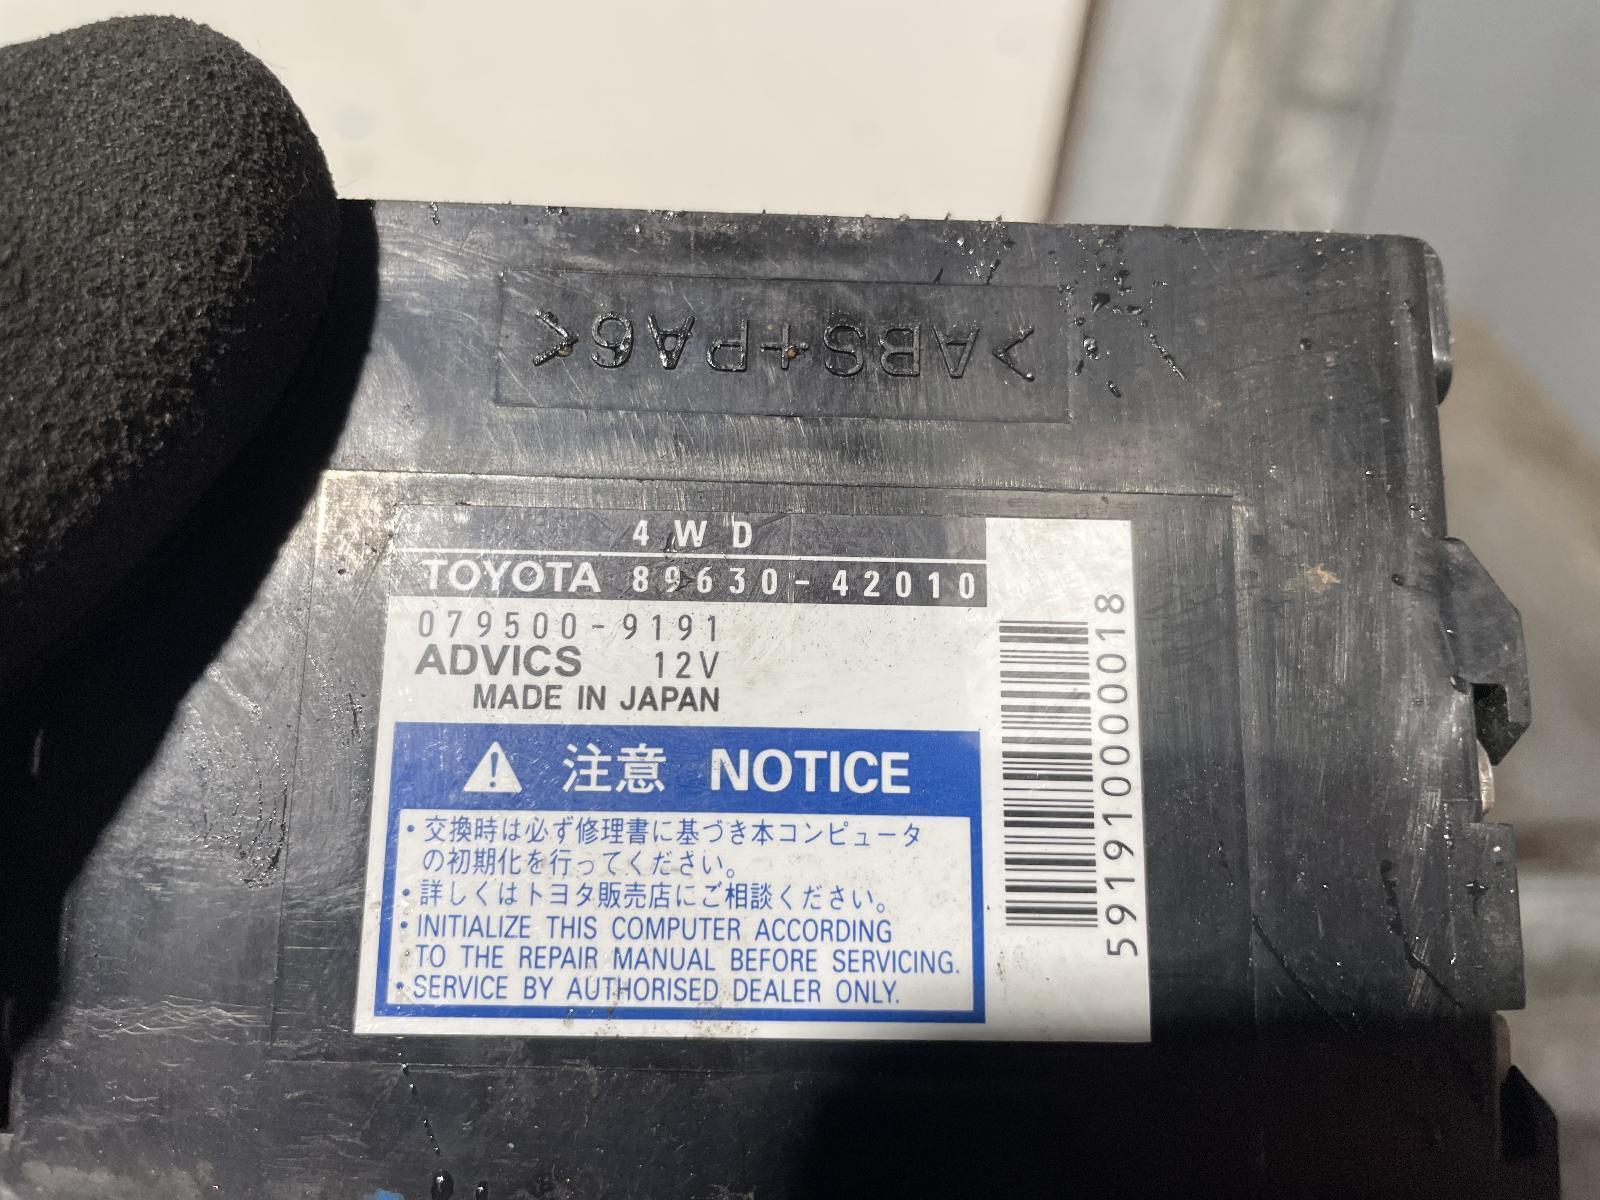 >ABS+PA6<
4WD
TOYOTA 89630-42010
079500-9191
ADVICS 12V
MADE IN JAPAN
注意 NOTICE
・交換時は必ず修理書に基づき本コンピュータ
の初期化を行ってください。
・詳しくはトヨタ販売店にご相談ください。
・INITIALIZE THIS COMPUTER ACCORDING
TO THE REPAIR MANUAL BEFORE SERVICING.
・SERVICE BY AUTHORISED DEALER ONLY.
591910000018